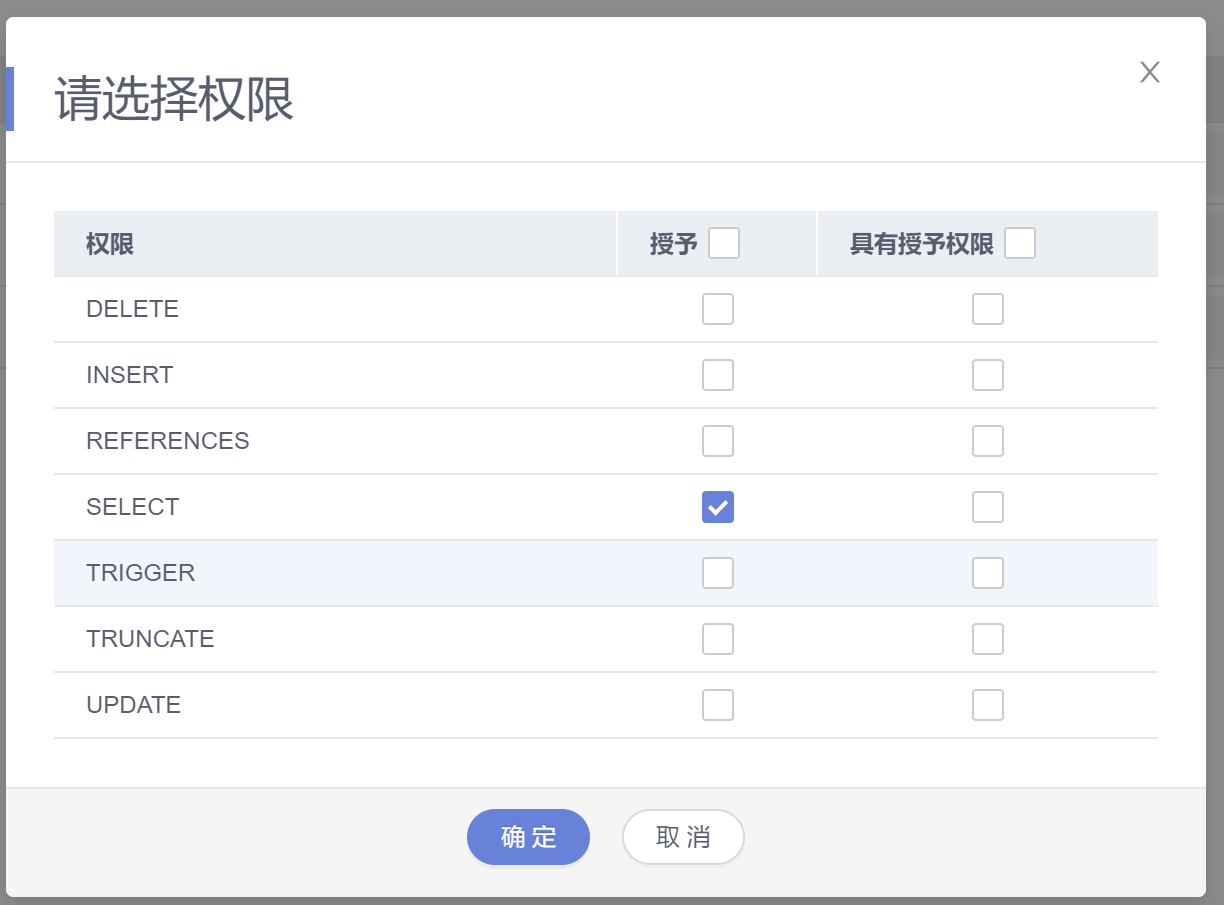 请选择权限
X
权限 授予 具有授予权限
DELETE
INSERT
REFERENCES
SELECT
TRIGGER
TRUNCATE
UPDATE
确定 取消